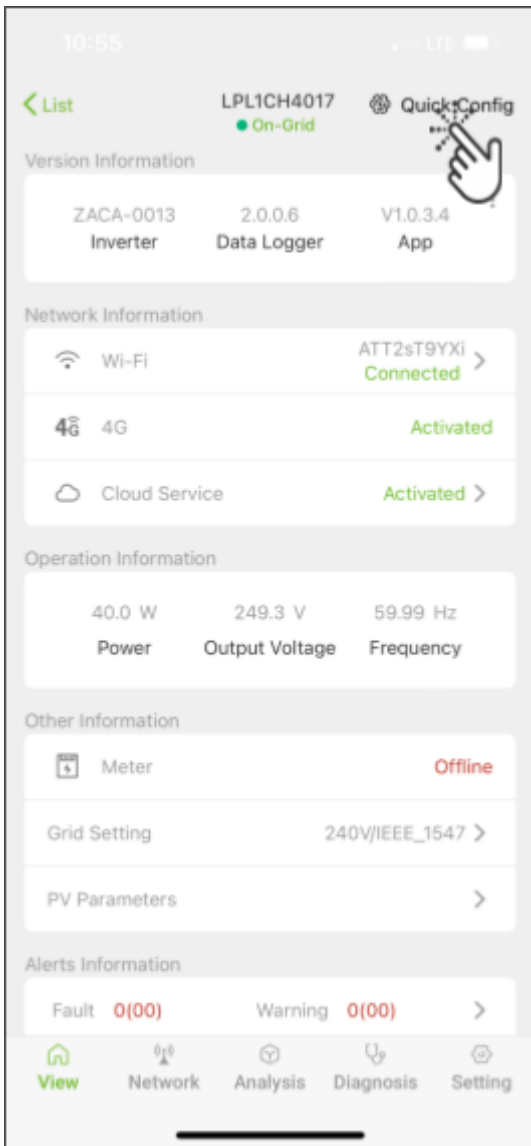 10:55 LTE
List LPL1CH4017 Quick Config
On-Grid
Version Information
ZACA-0013 2.0.0.6 V1.0.3.4
Inverter Data Logger App
Network Information
Wi-Fi ATT2sT9YXi
Connected
4G 4G Activated
Cloud Service Activated
Operation Information
40.0 W 249.3 V 59.99 Hz
Power Output Voltage Frequency
Other Information
Meter Offline
Grid Setting 240V/IEEE_1547
PV Parameters
Alerts Information
Fault 0(00) Warning 0(00)
View Network Analysis Diagnosis Setting